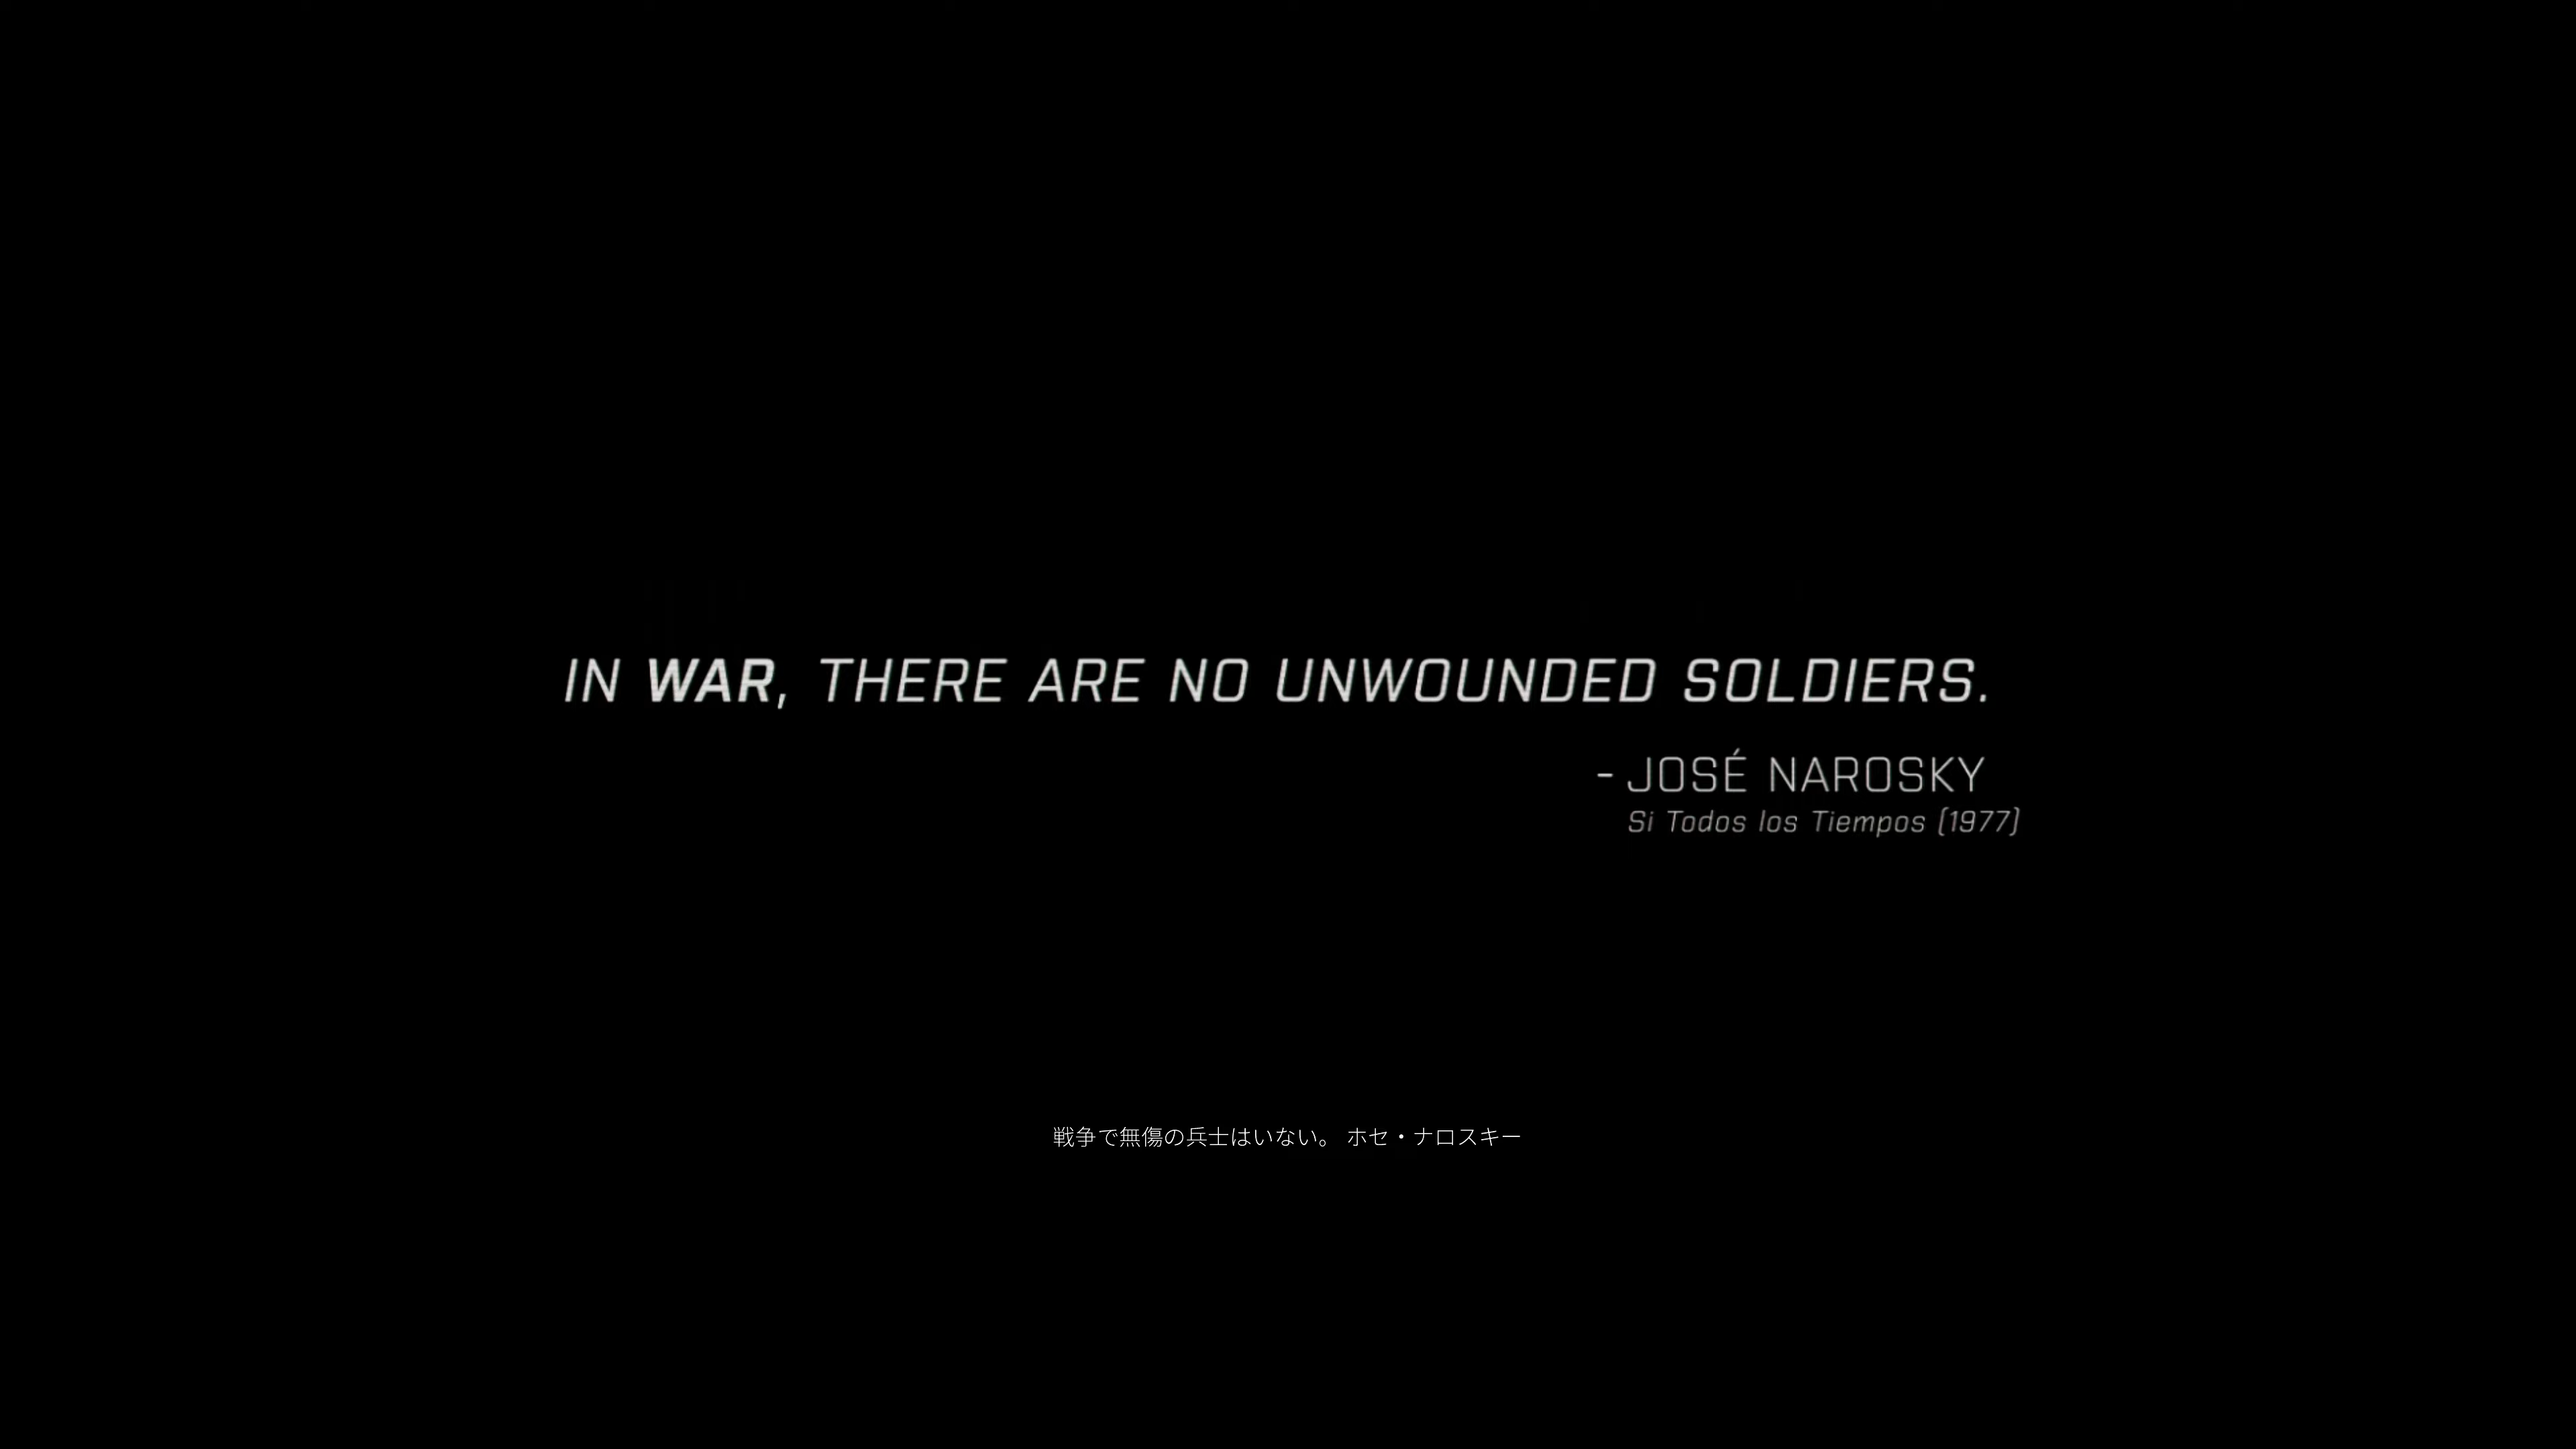 IN WAR, THERE ARE NO UNWOUNDED SOLDIERS.
- JOSÉ NAROSKY
Si Todos los Tiempos (1977)
戦争で無傷の兵士はいない。 ホセ・ナロスキー